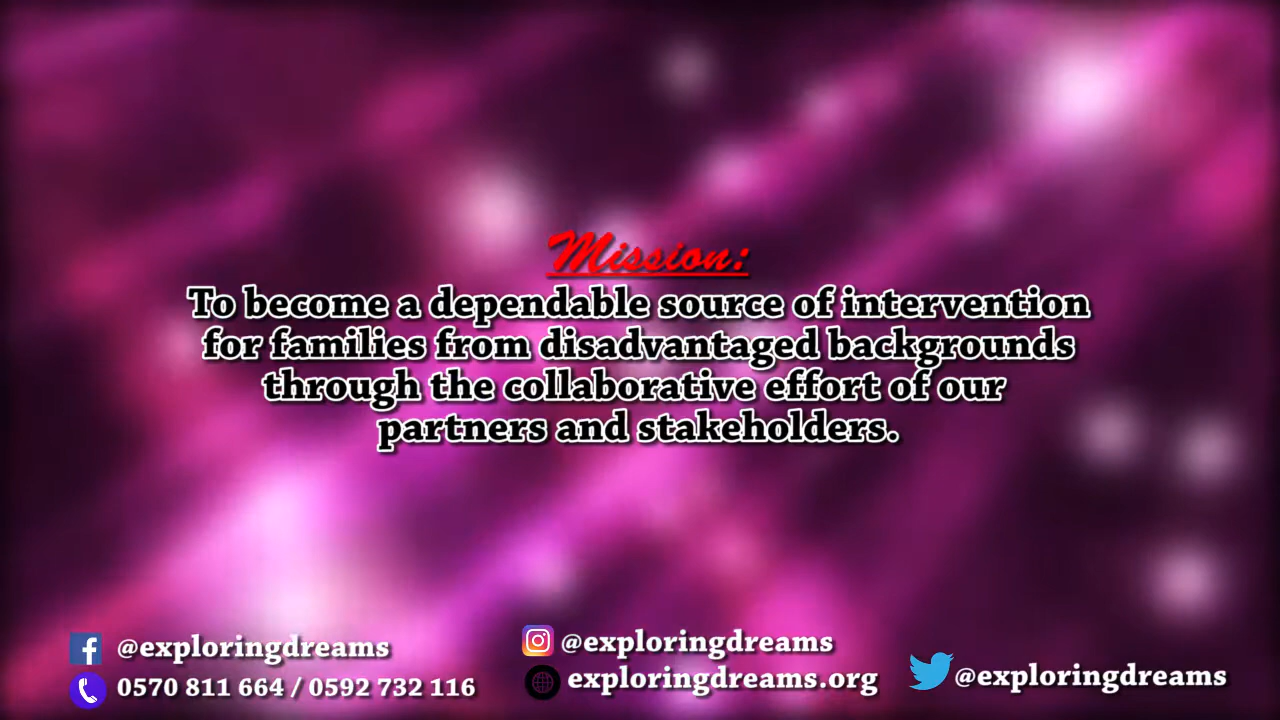 Mission:
To become a dependable source of intervention
for families from disadvantaged backgrounds
through the collaborative effort of our
partners and stakeholders.
@exploringdreams
@exploringdreams
0570 811 664 / 0592 732 116
exploringdreams.org
@exploringdreams